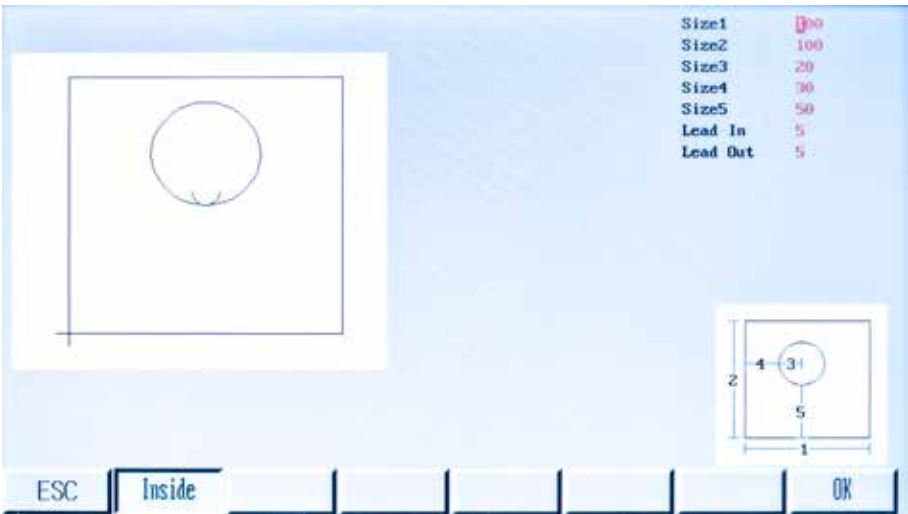 Size1 100
Size2 100
Size3 20
Size4 30
Size5 50
Lead In 5
Lead Out 5
4 3
2
5
1
ESC Inside OK